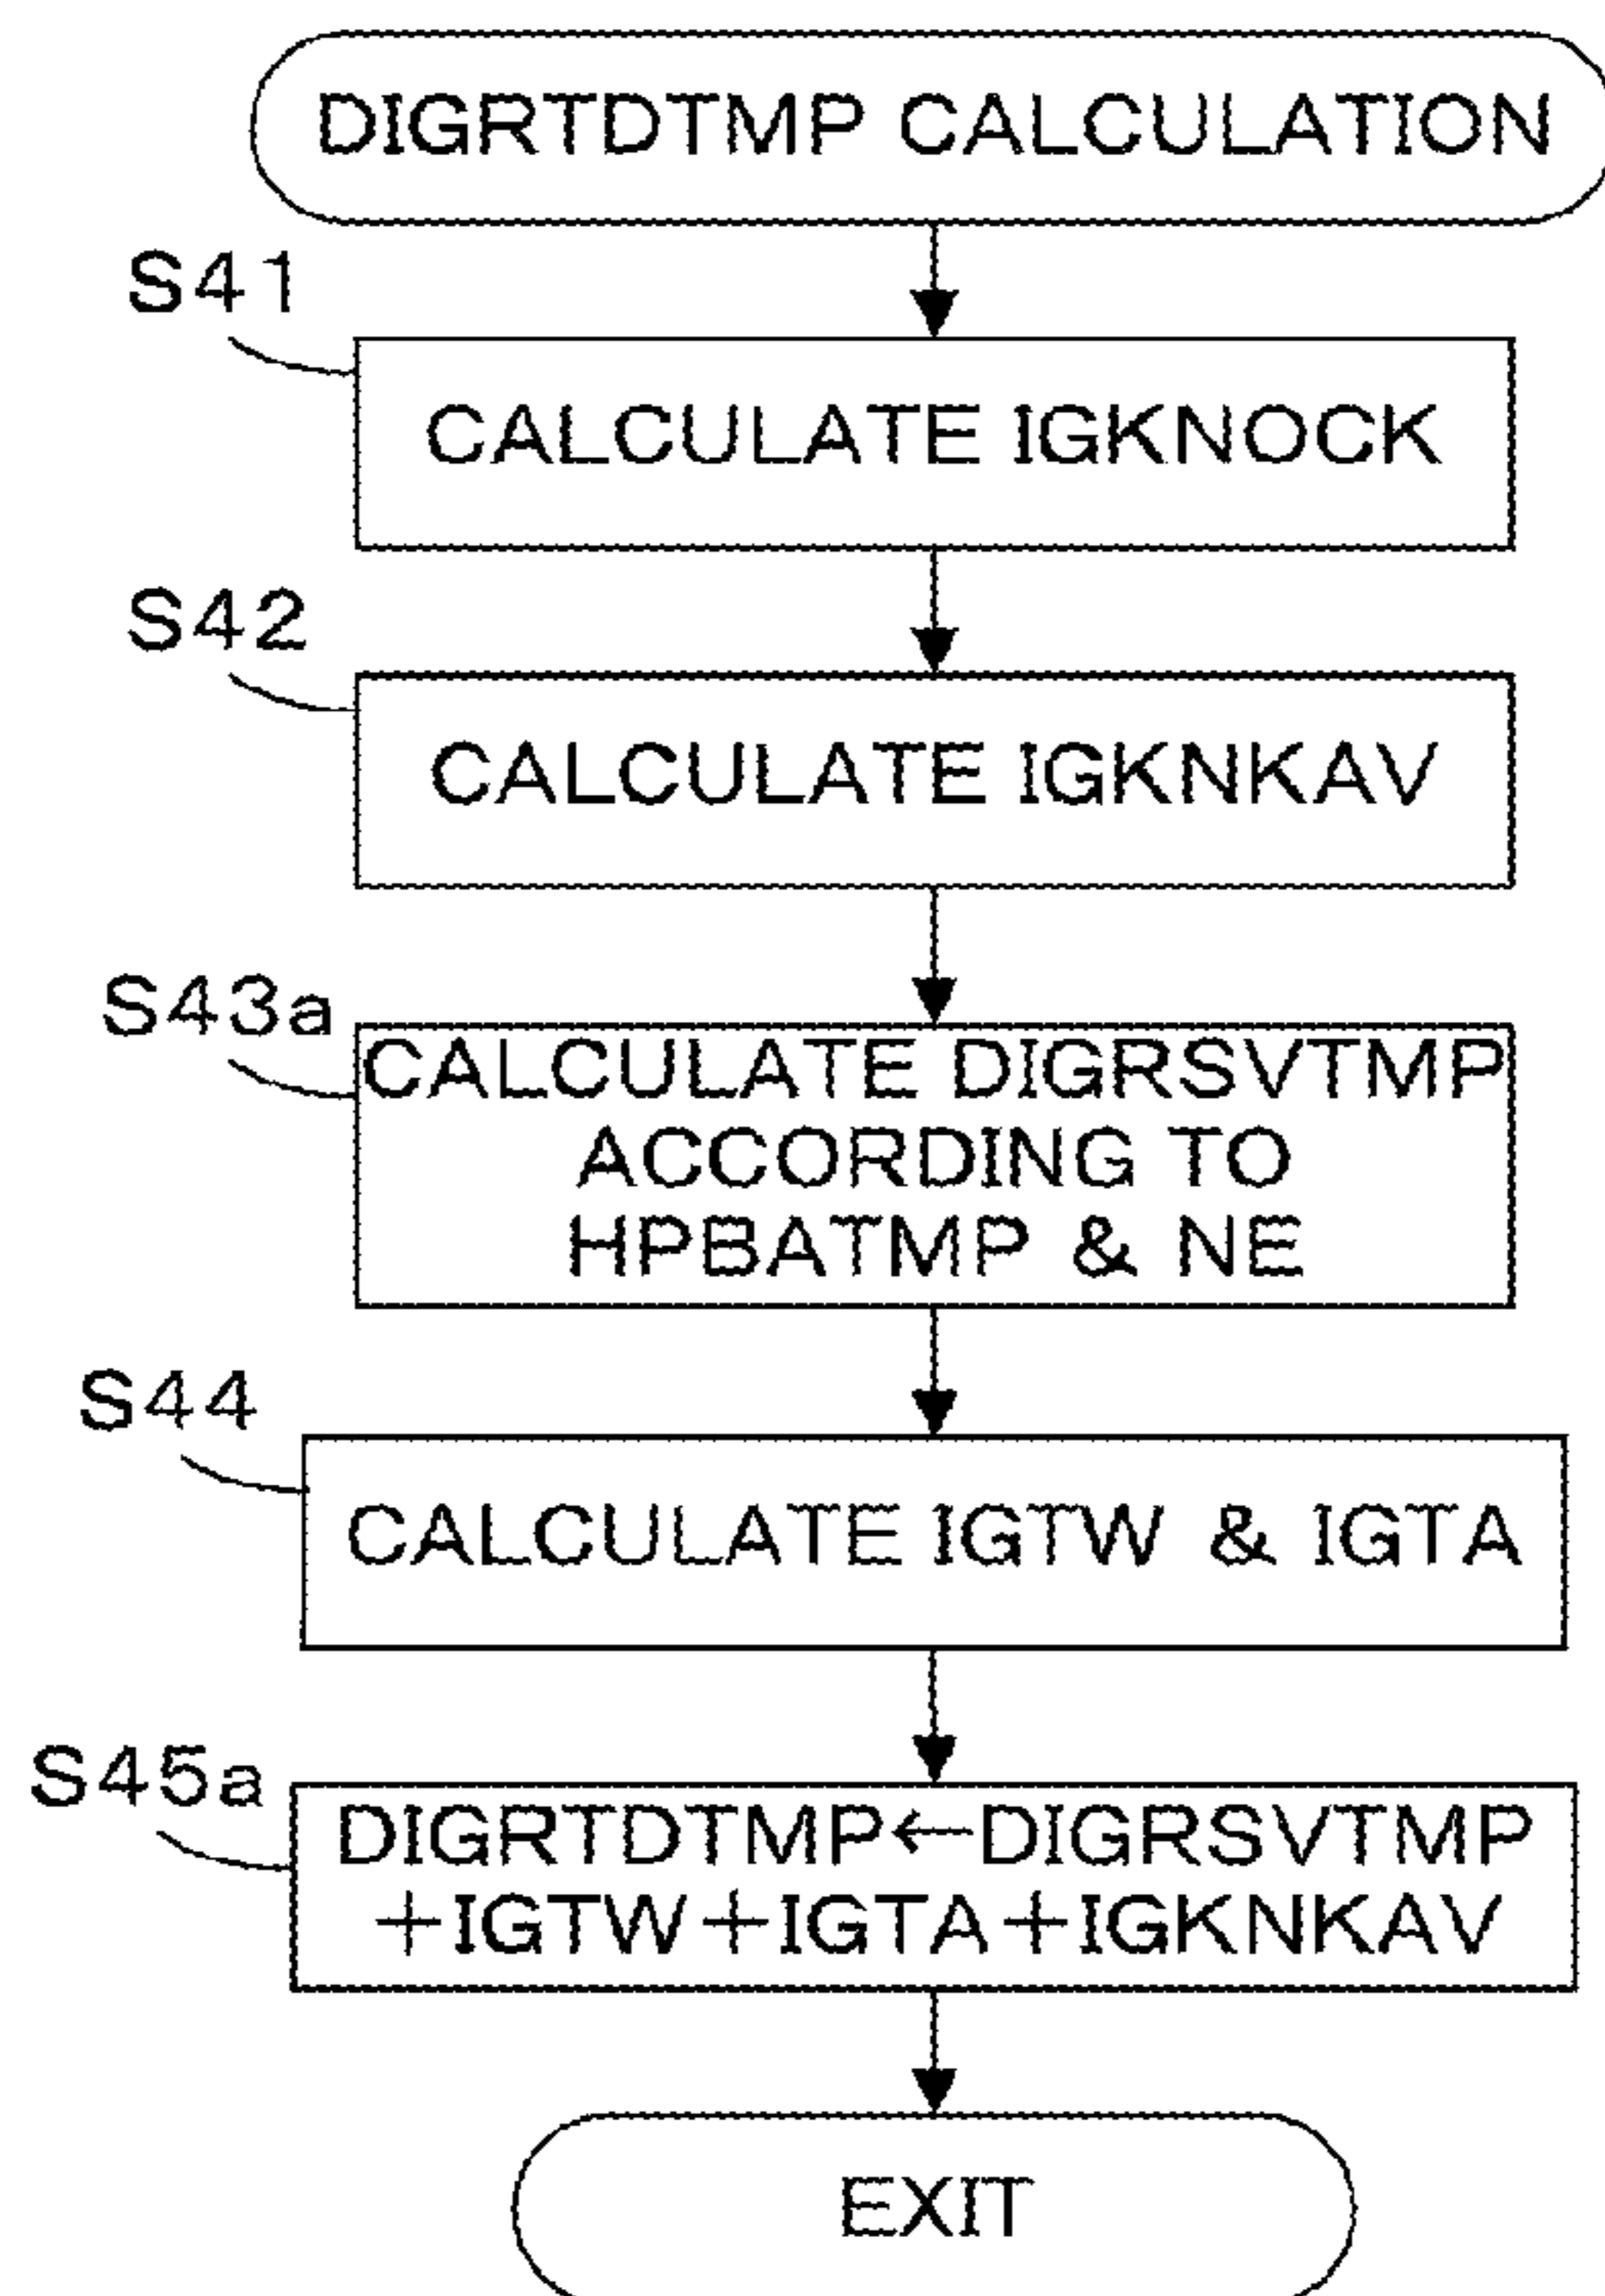 DIGRTDTMP CALCULATION
S41
CALCULATE IGKNOCK
S42
CALCULATE IGKNKAV
S43a
CALCULATE DIGRSVTMP
ACCORDING TO
HPBATMP & NE
S44
CALCULATE IGTW & IGTA
S45a
DIGRTDTMP←DIGRSVTMP
+IGTW+IGTA+IGKNKAV
EXIT